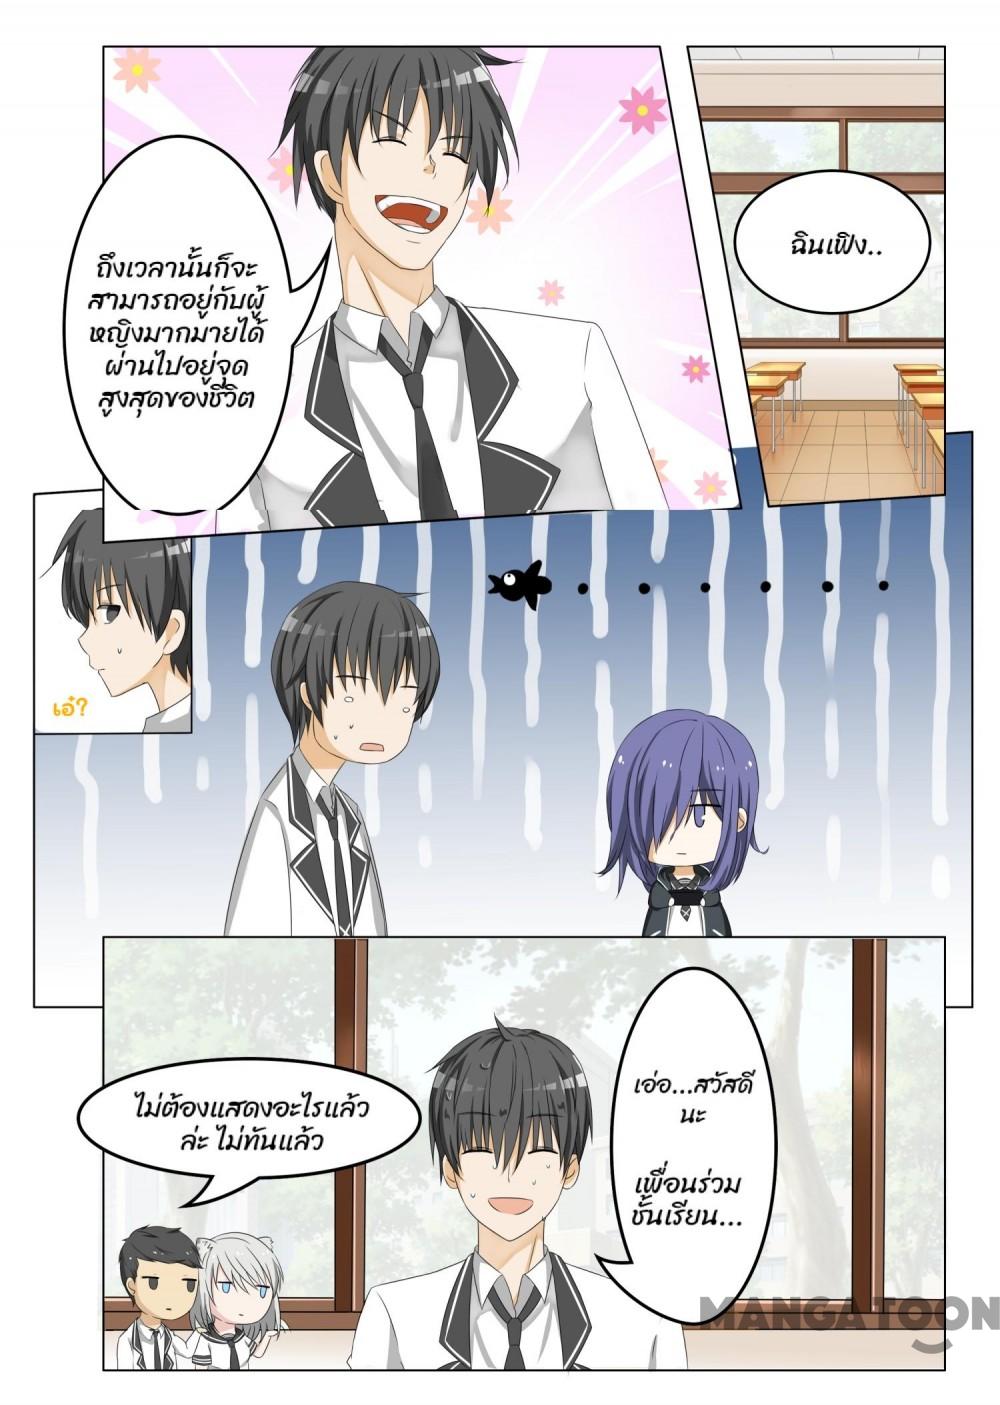 ถึงเวลานั้นก็จะ
สามารถอยู่กับผู้
หญิงมากมายได้
ผ่านไปอยู่จุด
สูงสุดของชีวิต
ฉินเฟิง..
เอ๋?
เอ่อ...สวัสดี
นะ
เพื่อนร่วม
ชั้นเรียน...
ไม่ต้องแสดงอะไรแล้ว
ล่ะ ไม่ทันแล้ว
MANGATOON